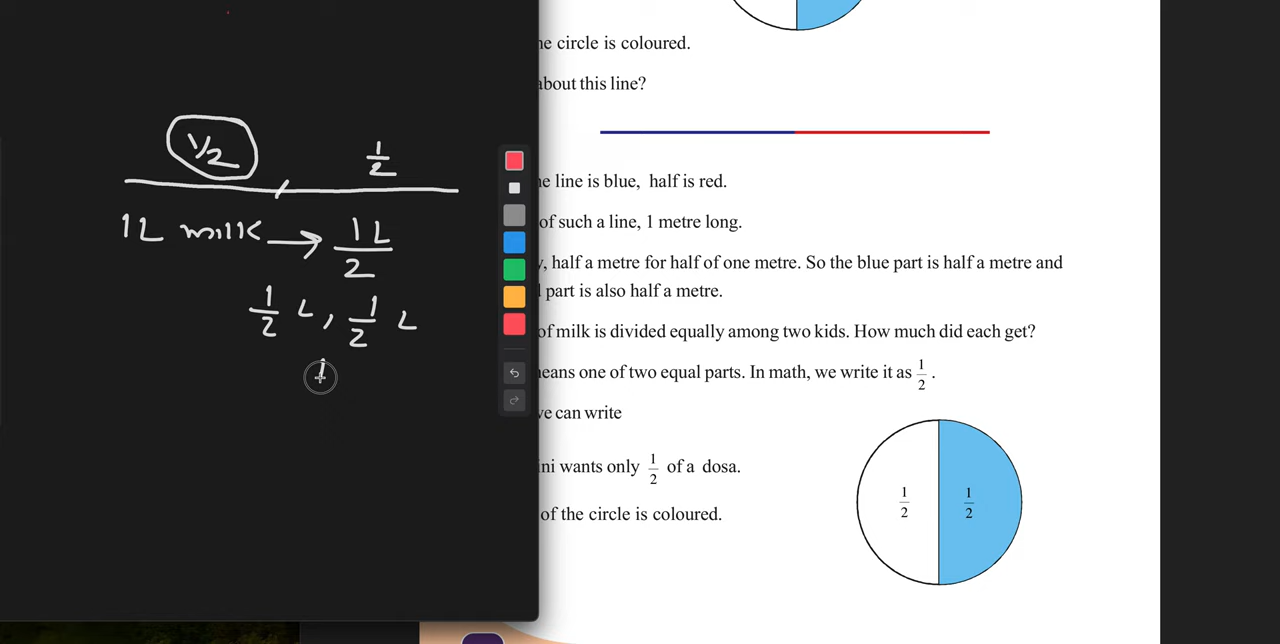 1/2 , 1/2
1L milk → 1L/2
1/2 L, 1/2 L
1
he circle is coloured.
about this line?
he line is blue, half is red.
of such a line, 1 metre long.
y, half a metre for half of one metre. So the blue part is half a metre and
l part is also half a metre.
of milk is divided equally among two kids. How much did each get?
neans one of two equal parts. In math, we write it as 1/2 .
ve can write
ini wants only 1/2 of a dosa.
of the circle is coloured.
1/2 1/2